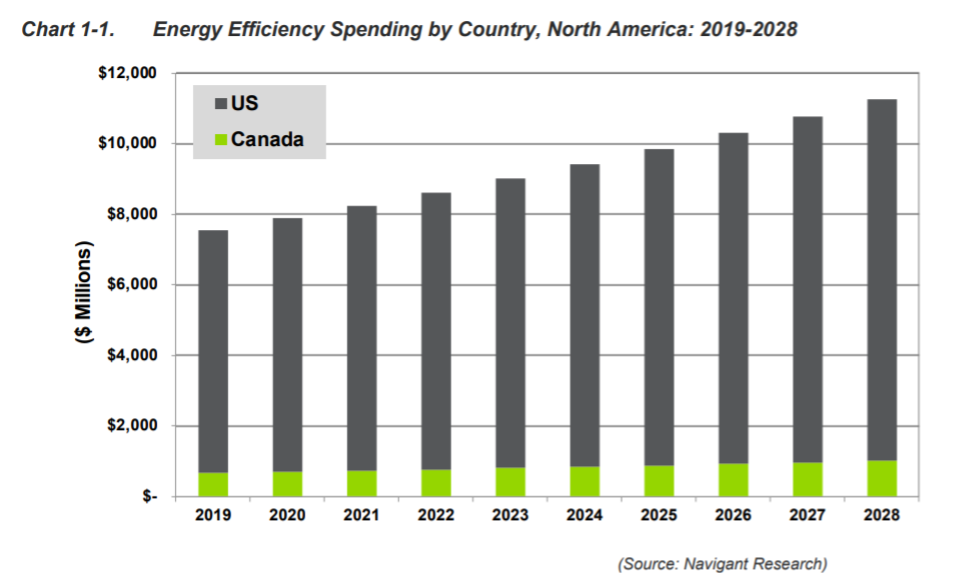 Chart 1-1. Energy Efficiency Spending by Country, North America: 2019-2028
$12,000
US
Canada
$10,000
$8,000
$6,000
$4,000
$2,000
$-
($ Millions)
2019 2020 2021 2022 2023 2024 2025 2026 2027 2028
(Source: Navigant Research)